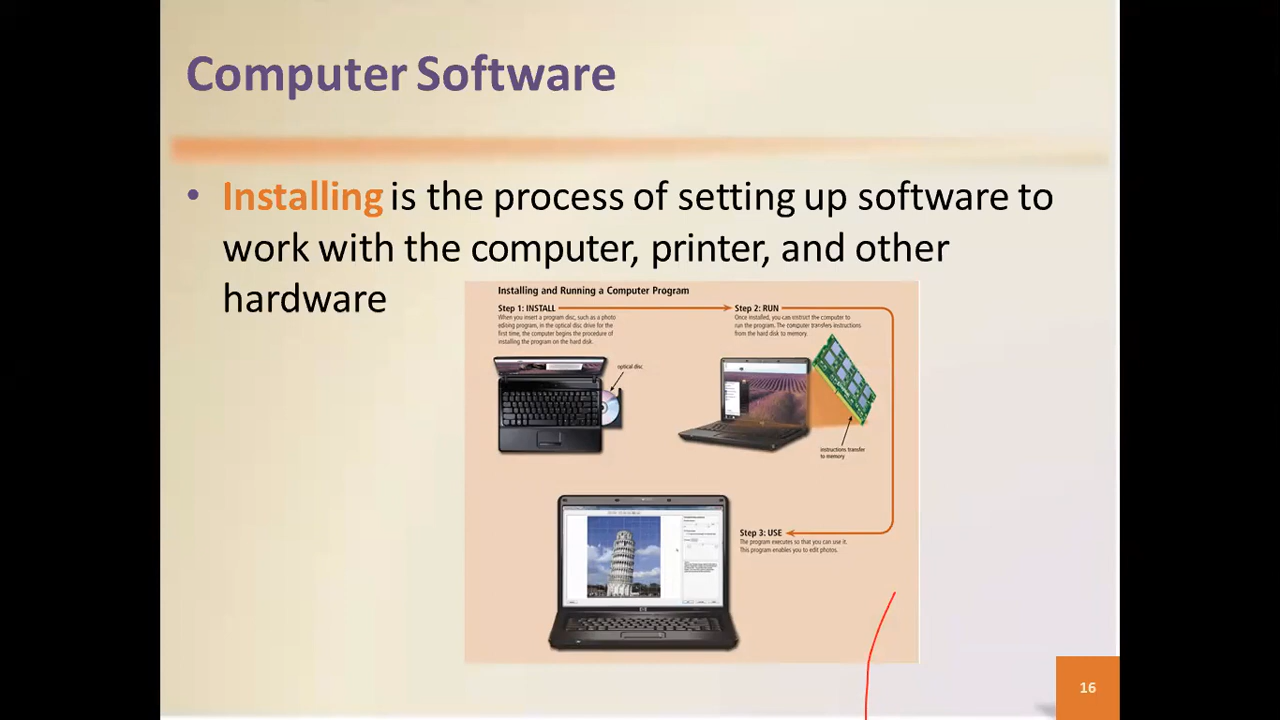 Computer Software
• Installing is the process of setting up software to
work with the computer, printer, and other
hardware
Installing and Running a Computer Program
Step 1: INSTALL
When you insert a program disc, such as a photo
editing program, in the optical disc drive for the
first time, the computer begins the procedure of
installing the program on the hard disk.
optical disc
Step 2: RUN
Once installed, you can instruct the computer to
run the program. The computer transfers instructions
from the hard disk to memory.
instructions transfer
to memory
Step 3: USE
The program executes so that you can use it.
This program enables you to edit photos.
16